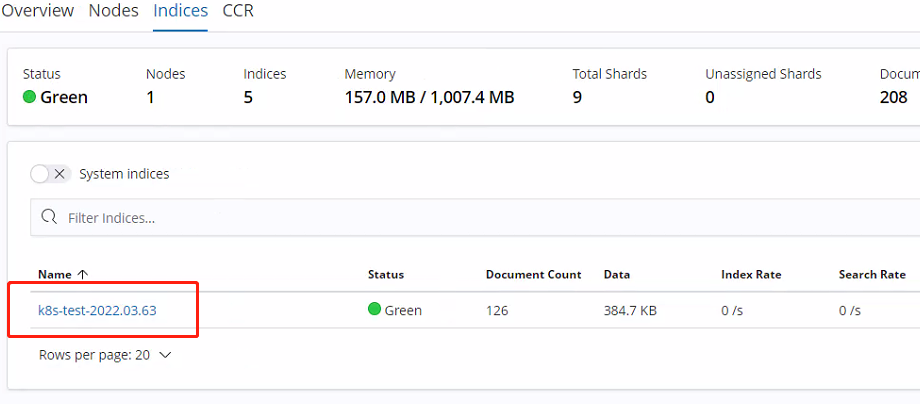 Overview Nodes Indices CCR
Status Nodes Indices Memory Total Shards Unassigned Shards Docum
Green 1 5 157.0 MB / 1,007.4 MB 9 0 208
System indices
Filter Indices...
Name Status Document Count Data Index Rate Search Rate
k8s-test-2022.03.63 Green 126 384.7 KB 0 /s 0 /s
Rows per page: 20